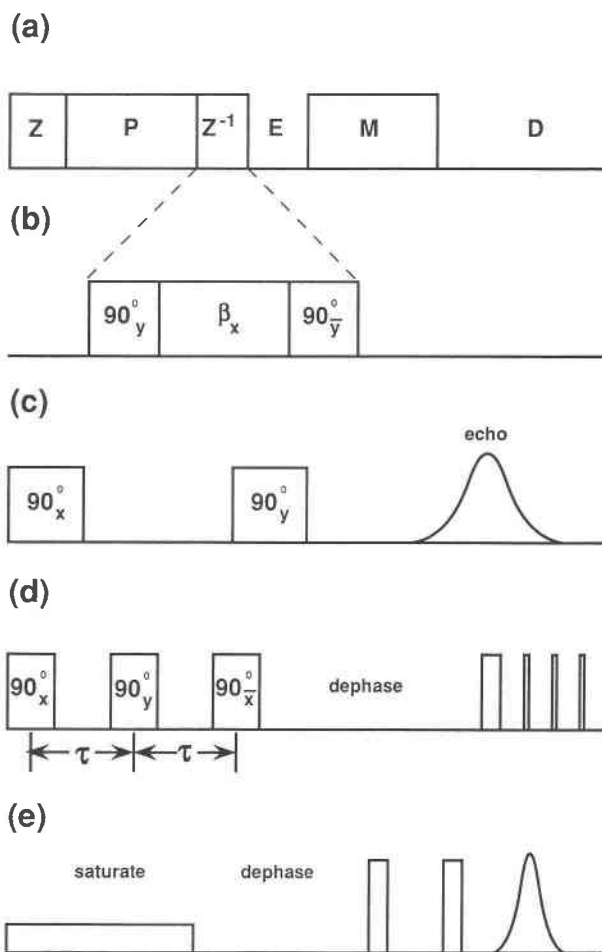 (a)
Z P Z⁻¹ E M D
(b)
90°y βx 90°y̅
(c)
echo
90°x 90°y̅
(d)
90°x 90°y 90°x̅
dephase
τ τ
(e)
saturate dephase